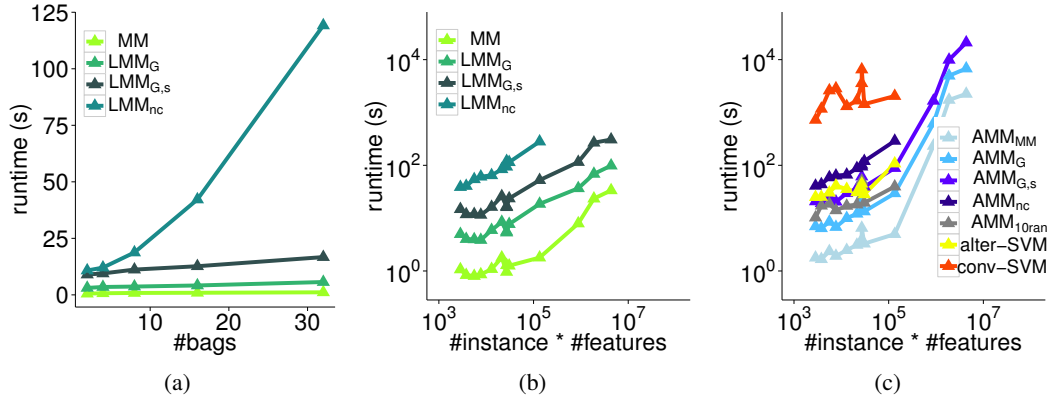 125
100
75
50
25
0
runtime (s)
MM
LMM_G
LMM_G,s
LMM_nc
10
20
30
#bags
(a)
10^4
10^2
10^0
runtime (s)
MM
LMM_G
LMM_G,s
LMM_nc
10^3
10^5
10^7
#instance * #features
(b)
10^4
10^2
10^0
runtime (s)
AMM_MM
AMM_G
AMM_G,s
AMM_nc
AMM_10ran
alter−SVM
conv−SVM
10^3
10^5
10^7
#instance * #features
(c)